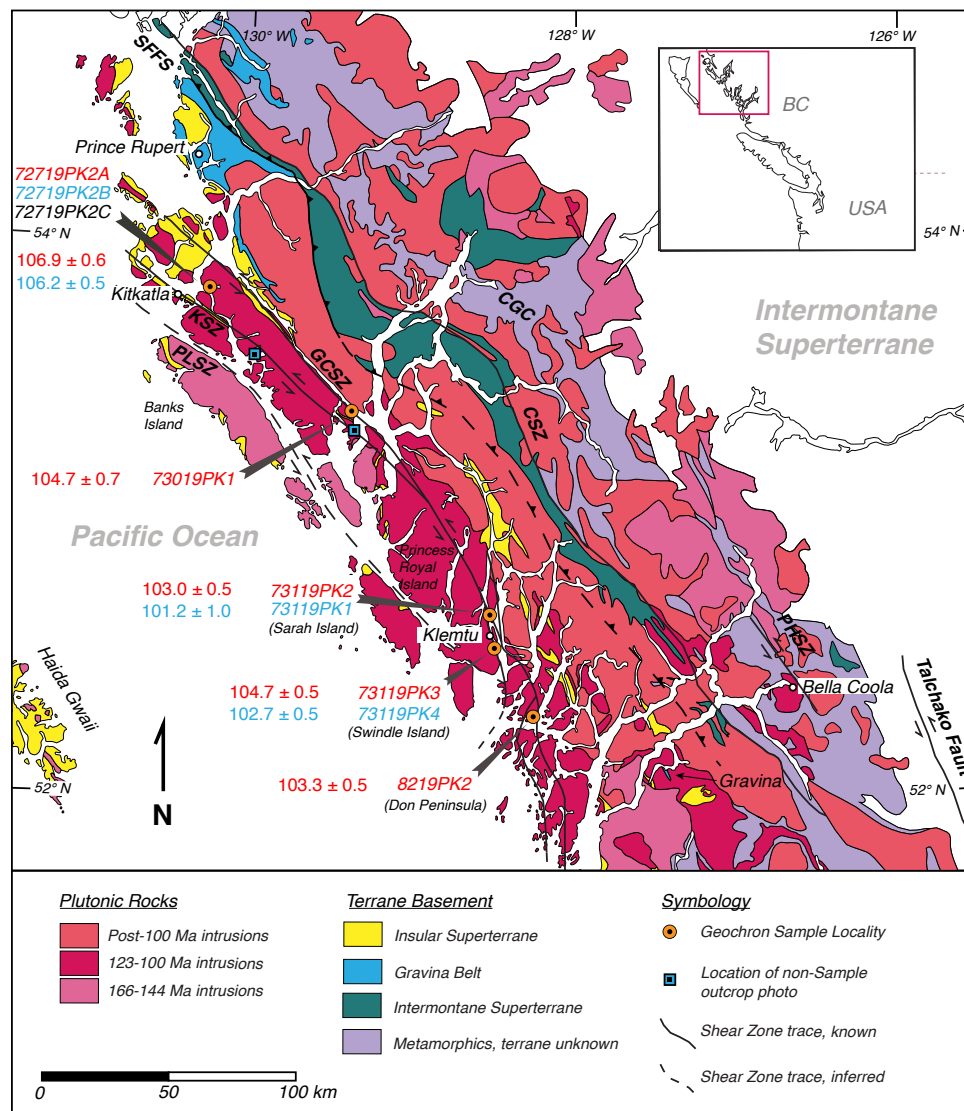 130° W
128° W
126° W
SFFS
BC
USA
Prince Rupert
72719PK2A
72719PK2B
72719PK2C
54° N
54° N
106.9 ± 0.6
106.2 ± 0.5
Kitkatla
KSZ
PLSZ
GCSZ
CGC
CSZ
Intermontane
Superterrane
Banks
Island
104.7 ± 0.7
73019PK1
Pacific Ocean
Princess
Royal
Island
103.0 ± 0.5
101.2 ± 1.0
73119PK2
73119PK1
(Sarah Island)
Klemtu
PHSZ
Bella Coola
Talchako Fault
Haida Gwaii
104.7 ± 0.5
102.7 ± 0.5
73119PK3
73119PK4
(Swindle Island)
103.3 ± 0.5
8219PK2
(Don Peninsula)
Gravina
52° N
52° N
N
Plutonic Rocks
Post-100 Ma intrusions
123-100 Ma intrusions
166-144 Ma intrusions
Terrane Basement
Insular Superterrane
Gravina Belt
Intermontane Superterrane
Metamorphics, terrane unknown
Symbology
Geochron Sample Locality
Location of non-Sample
outcrop photo
Shear Zone trace, known
Shear Zone trace, inferred
0
50
100 km